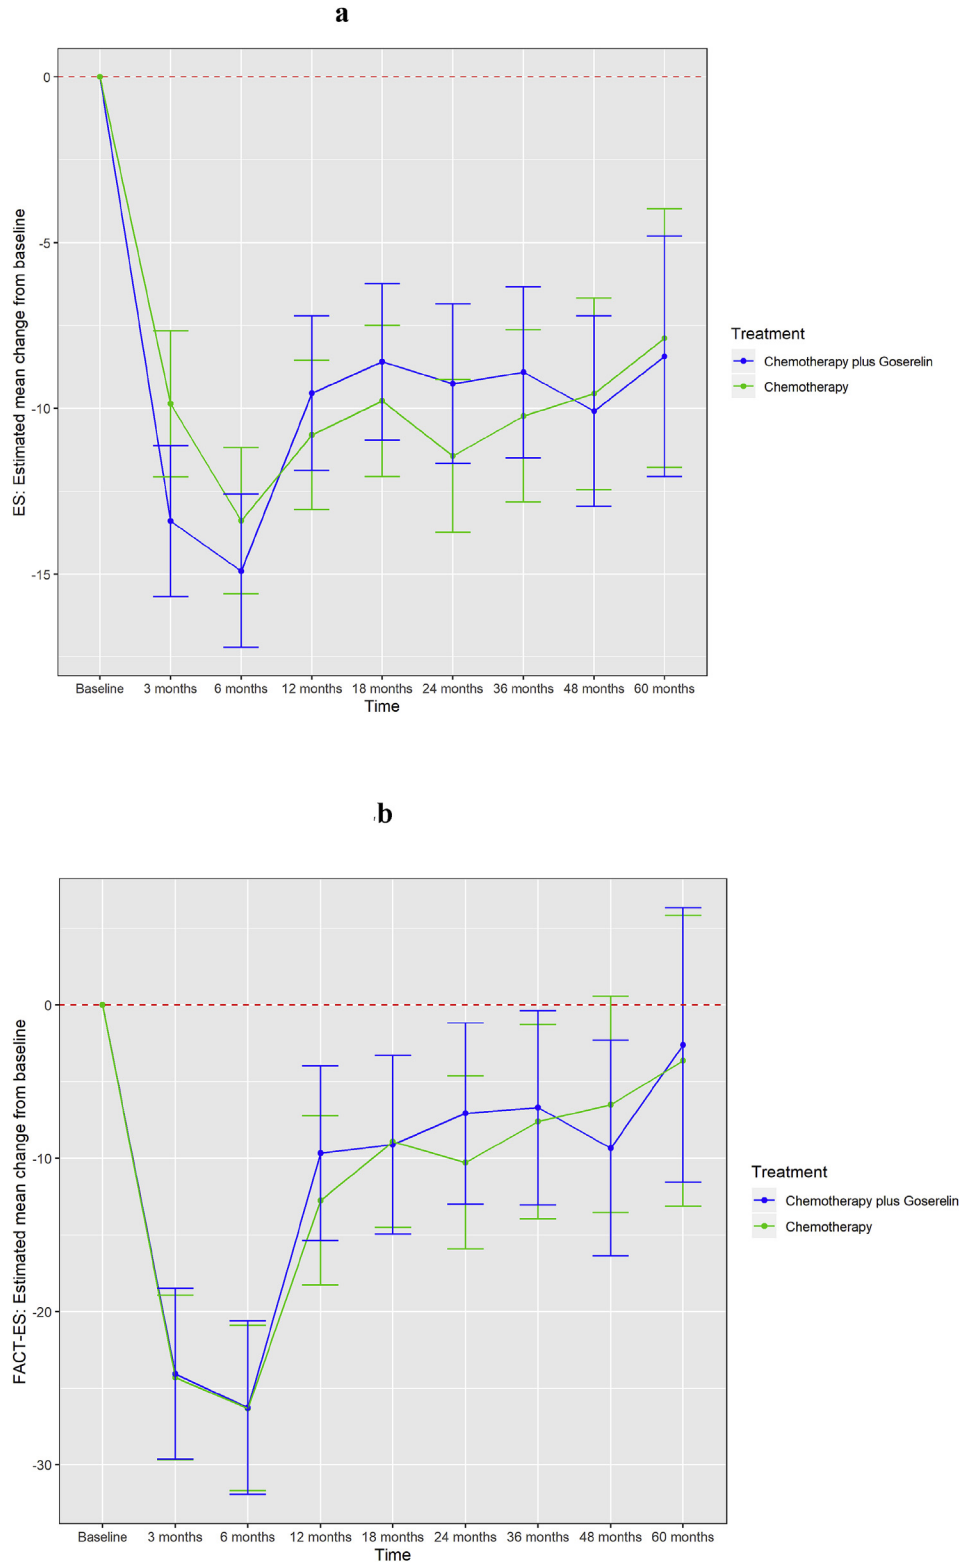 a
ES: Estimated mean change from baseline
0
-5
-10
-15
Baseline 3 months 6 months 12 months 18 months 24 months 36 months 48 months 60 months
Time
Treatment
Chemotherapy plus Goserelin
Chemotherapy
b
FACT-ES: Estimated mean change from baseline
0
-10
-20
-30
Baseline 3 months 6 months 12 months 18 months 24 months 36 months 48 months 60 months
Time
Treatment
Chemotherapy plus Goserelin
Chemotherapy